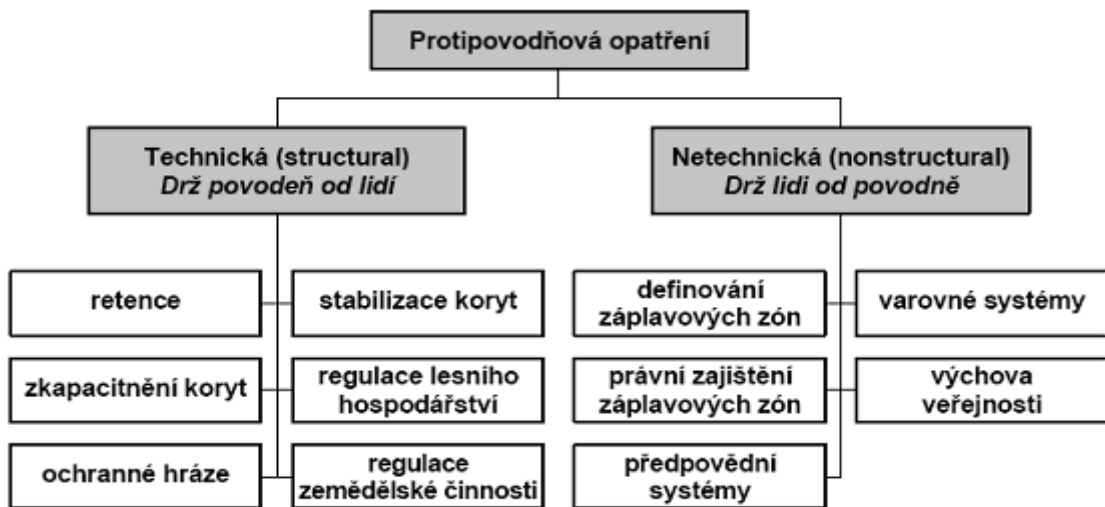 Protipovodňová opatření
Technická (structural)
Drž povodeň od lidí
Netechnická (nonstructural)
Drž lidi od povodně
retence
stabilizace koryt
definování
záplavových zón
varovné systémy
zkapacitnění koryt
regulace lesního
hospodářství
právní zajištění
záplavových zón
výchova
veřejnosti
ochranné hráze
regulace
zemědělské činnosti
předpovědní
systémy